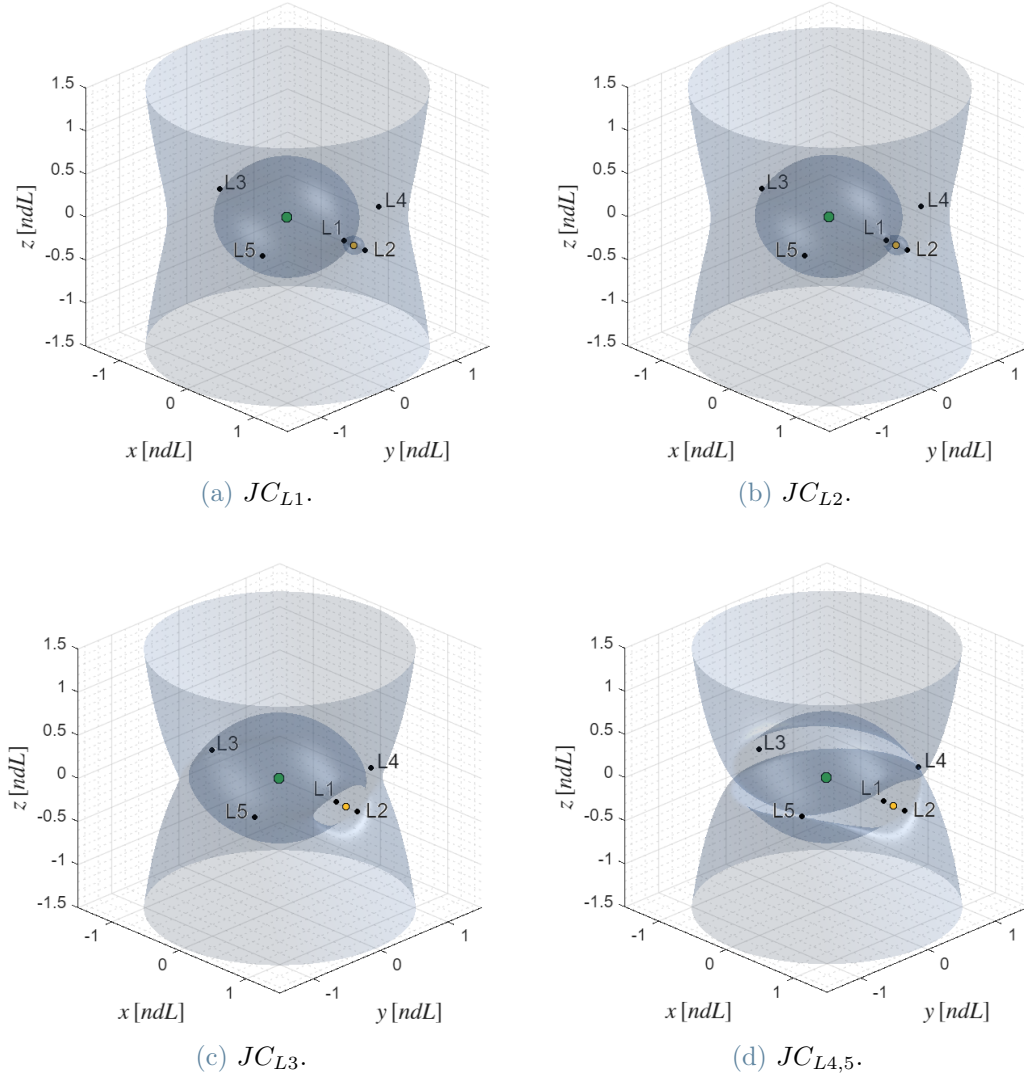 1.5
1
0.5
0
-0.5
-1
-1.5
z [ndL]
L3
L4
L1
L5
L2
-1
0
1
x [ndL]
-1
0
1
y [ndL]
(a) JC_{L1}.
1.5
1
0.5
0
-0.5
-1
-1.5
z [ndL]
L3
L4
L1
L5
L2
-1
0
1
x [ndL]
-1
0
1
y [ndL]
(b) JC_{L2}.
1.5
1
0.5
0
-0.5
-1
-1.5
z [ndL]
L3
L4
L1
L5
L2
-1
0
1
x [ndL]
-1
0
1
y [ndL]
(c) JC_{L3}.
1.5
1
0.5
0
-0.5
-1
-1.5
z [ndL]
L3
L4
L1
L5
L2
-1
0
1
x [ndL]
-1
0
1
y [ndL]
(d) JC_{L4,5}.